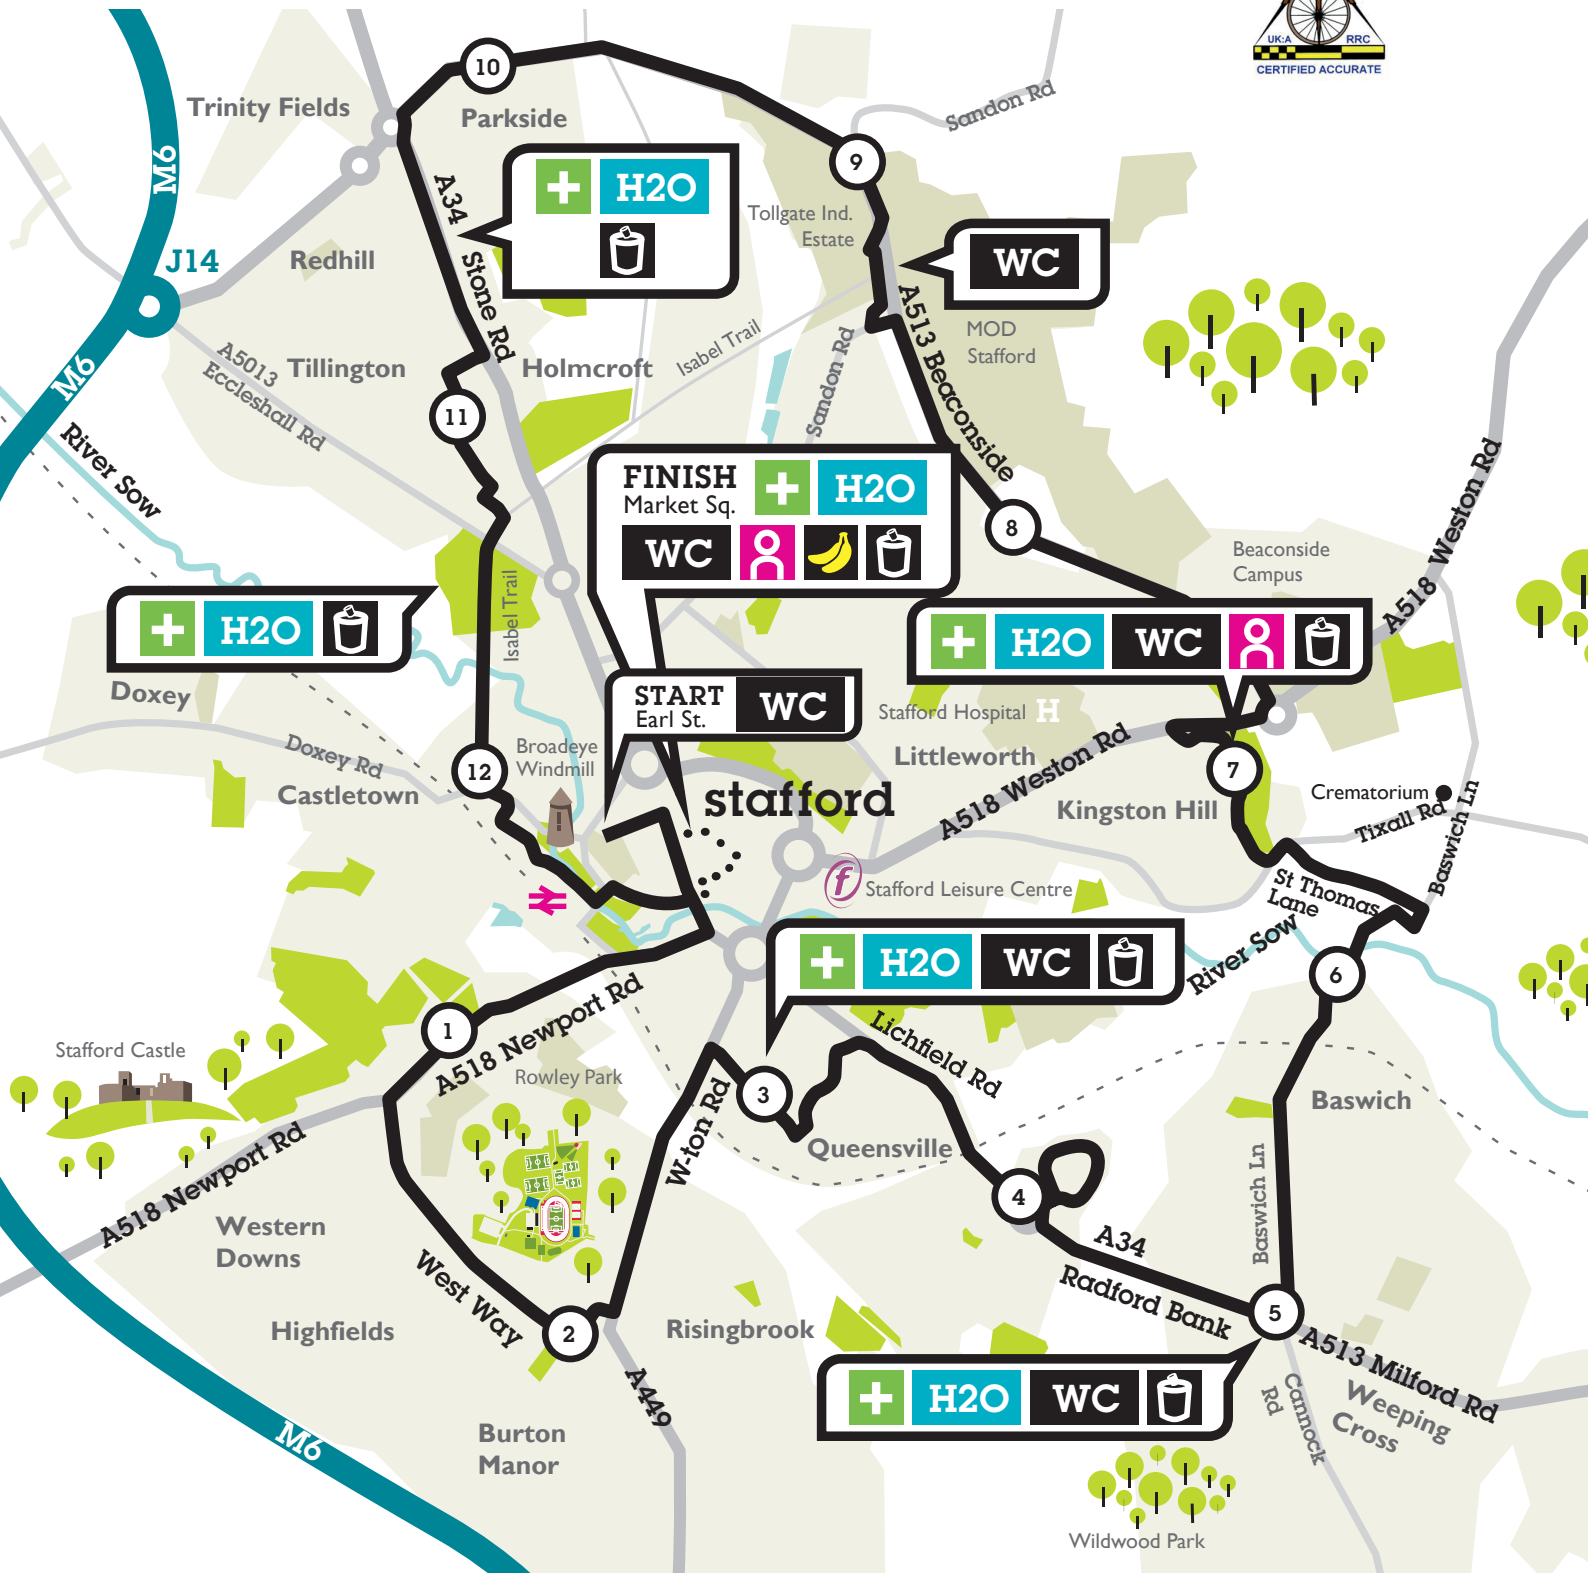 UK:A RRC
CERTIFIED ACCURATE
10
Trinity Fields
Parkside
Sandon Rd
M6
9
A34 Stone Rd
H2O
Tollgate Ind.
Estate
WC
J14
Redhill
A513 Beaconside
MOD
Stafford
M6
A5013
Eccleshall Rd
Tillington
Holmcroft
Isabel Trail
Sandon Rd
11
River Sow
FINISH
Market Sq.
H2O
WC
8
A518 Weston Rd
Beaconside
Campus
H2O
Isabel Trail
H2O
WC
Doxey
START
Earl St.
WC
Stafford Hospital H
Littleworth
A518 Weston Rd
Doxey Rd
Castletown
12
Broadeye
Windmill
stafford
7
Kingston Hill
Crematorium
Tixall Rd
Baswich Ln
f
Stafford Leisure Centre
St Thomas
Lane
River Sow
H2O
WC
6
1
A518 Newport Rd
Lichfield Rd
Stafford Castle
Rowley Park
3
W-ton Rd
Baswich
Queensville
Baswich Ln
A518 Newport Rd
4
Western
Downs
A34
Radford Bank
West Way
5
2
Highfields
Risingbrook
A513 Milford Rd
H2O
WC
A449
Cannock
Rd
Weeping
Cross
Burton
Manor
M6
Wildwood Park